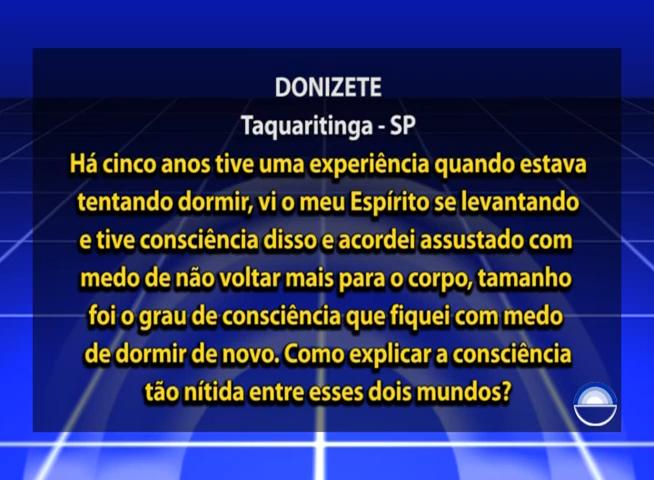 DONIZETE
Taquaritinga - SP
Há cinco anos tive uma experiência quando estava
tentando dormir, vi o meu Espírito se levantando
e tive consciência disso e acordei assustado com
medo de não voltar mais para o corpo, tamanho
foi o grau de consciência que fiquei com medo
de dormir de novo. Como explicar a consciência
tão nítida entre esses dois mundos?